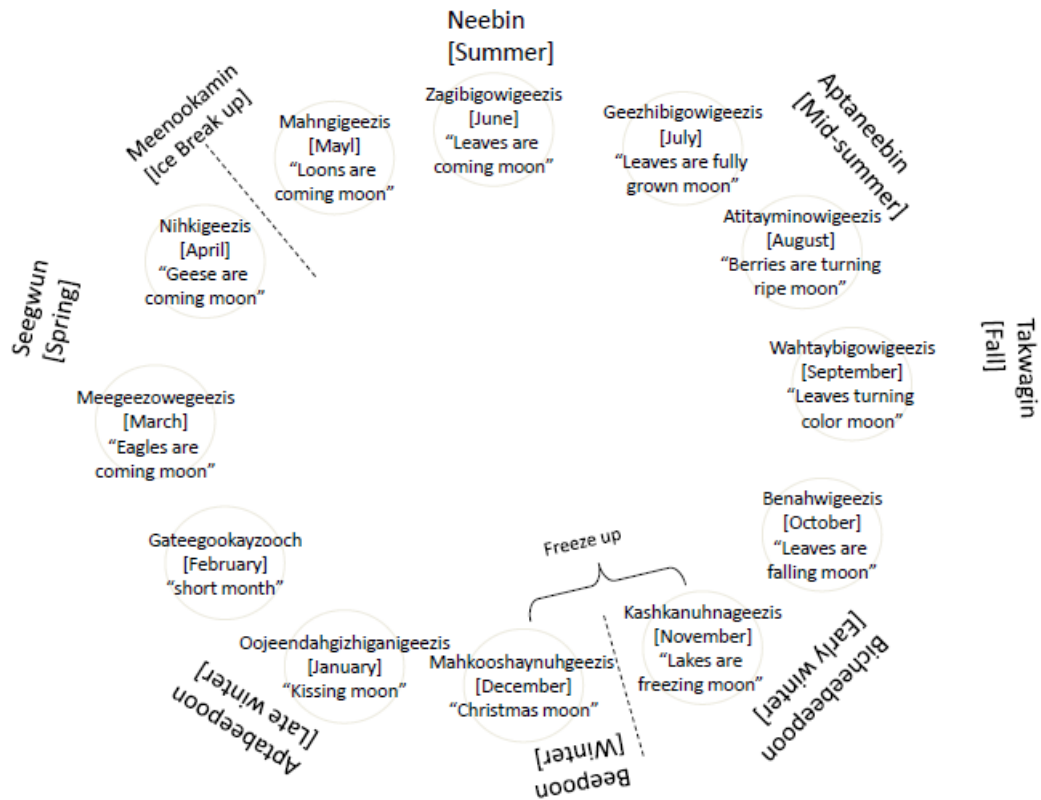 Neebin
[Summer]
Zagibigowigeezis
[June]
“Leaves are
coming moon”
Geezhibigowigeezis
[July]
“Leaves are fully
grown moon”
Aptaneebin
[Mid-summer]
Atitayminowigeezis
[August]
“Berries are turning
ripe moon”
Takwagin
[Fall]
Wahtaybigowigeezis
[September]
“Leaves turning
color moon”
Benahwigeezis
[October]
“Leaves are
falling moon”
Bicheebeepoon
[Early winter]
Freeze up
Kashkanuhnageezis
[November]
“Lakes are
freezing moon”
Beepoon
[Winter]
Mahkooshaynuhgeezis
[December]
“Christmas moon”
Aptabeepoon
[Late winter]
Oojeendahgizhiganigeezis
[January]
“Kissing moon”
Gateegookayzooch
[February]
“short month”
Meegeezowegeezis
[March]
“Eagles are
coming moon”
Seegwun
[Spring]
Nihkigeezis
[April]
“Geese are
coming moon”
Meenookamin
[Ice Break up]
Mahngigeezis
[Mayl]
“Loons are
coming moon”